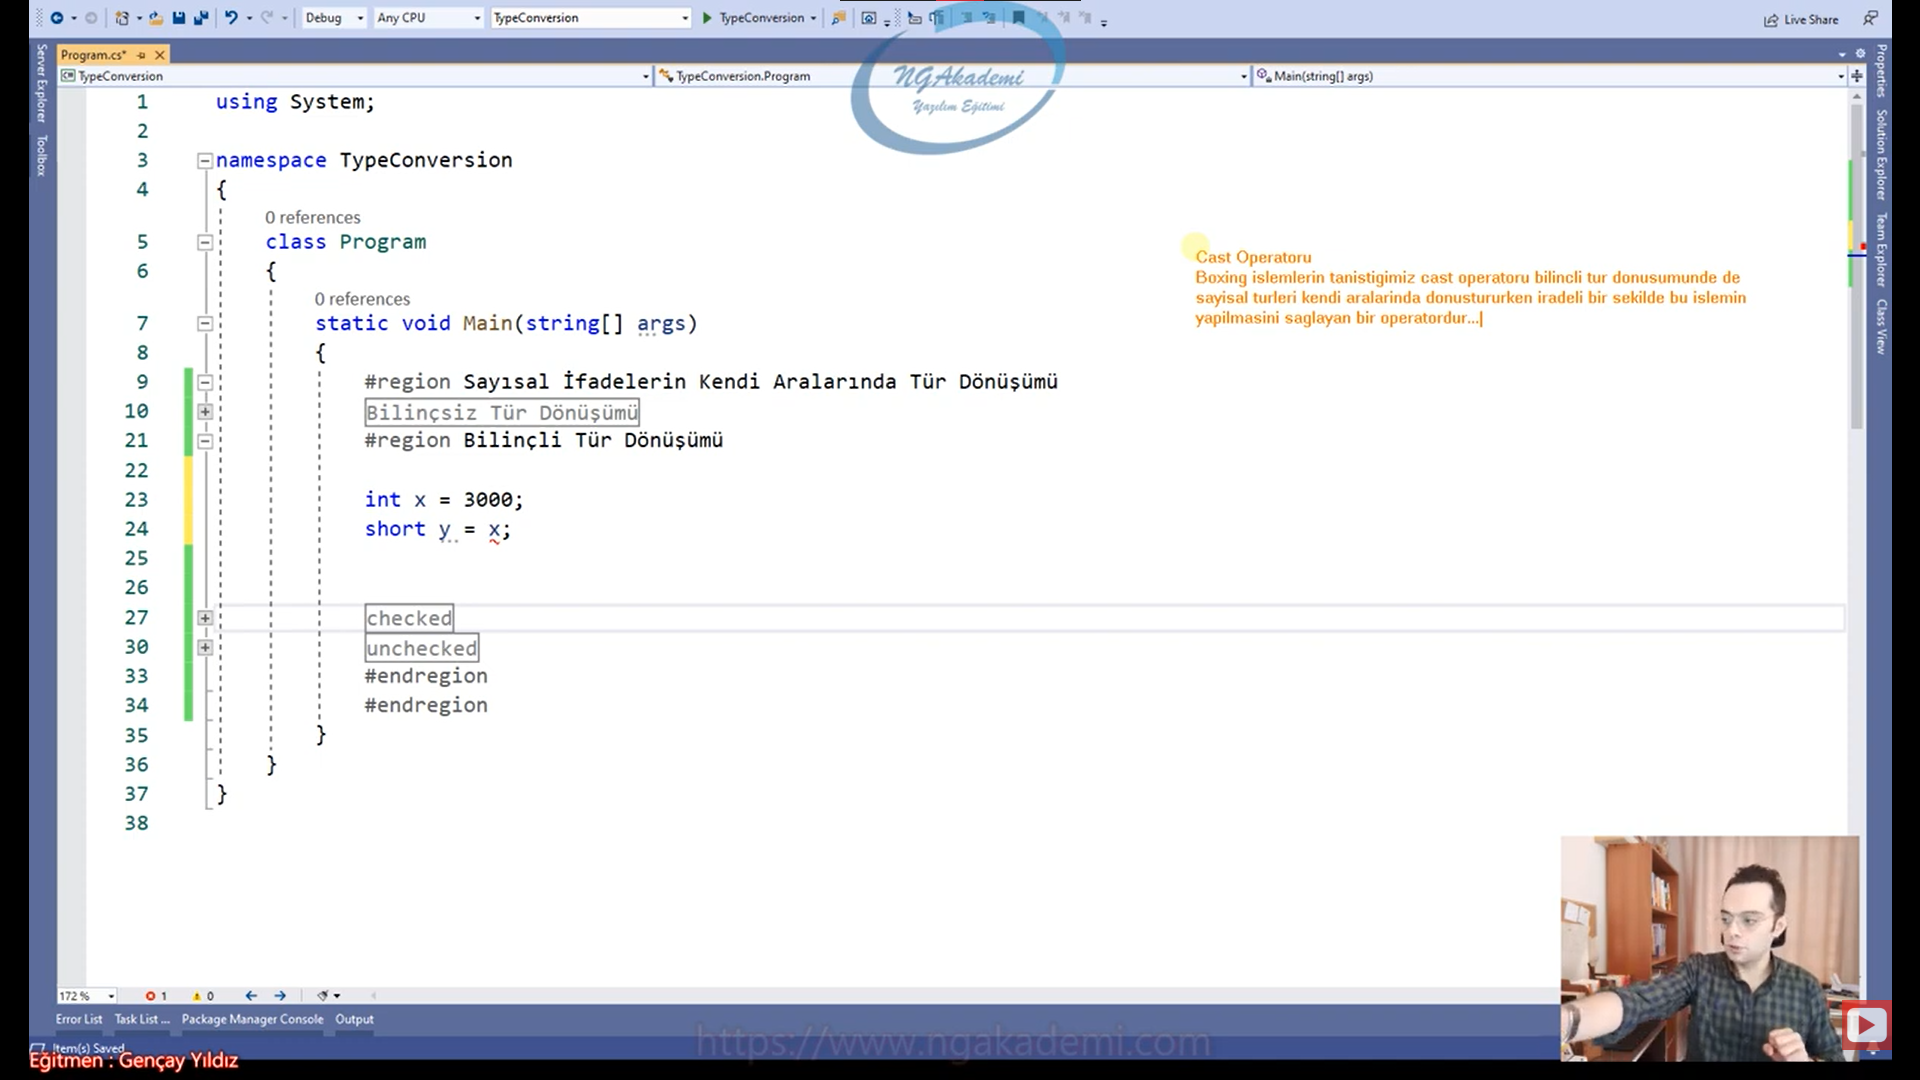 Debug Any CPU TypeConversion TypeConversion Live Share
Program.cs*
TypeConversion TypeConversion.Program Main(string[] args)
NGAkademi
Yazılım Eğitimi
Server Explorer
Toolbox
Properties
Solution Explorer
Team Explorer
Class View
1 using System;
2
3 namespace TypeConversion
4 {
0 references
5 class Program
6 {
0 references
7 static void Main(string[] args)
8 {
9 #region Sayısal İfadelerin Kendi Aralarında Tür Dönüşümü
10 Bilinçsiz Tür Dönüşümü
21 #region Bilinçli Tür Dönüşümü
22
23 int x = 3000;
24 short y = x;
25
26
27 checked
30 unchecked
33 #endregion
34 #endregion
35 }
36 }
37 }
38
Cast Operatoru
Boxing islemlerin tanistigimiz cast operatoru bilincli tur donusumunde de
sayisal turleri kendi aralarinda donustururken iradeli bir sekilde bu islemin
yapilmasini saglayan bir operatordur...
172 % 1 0
Error List Task List ... Package Manager Console Output
Item(s) Saved
https://www.ngakademi.com
Eğitmen : Gençay Yıldız